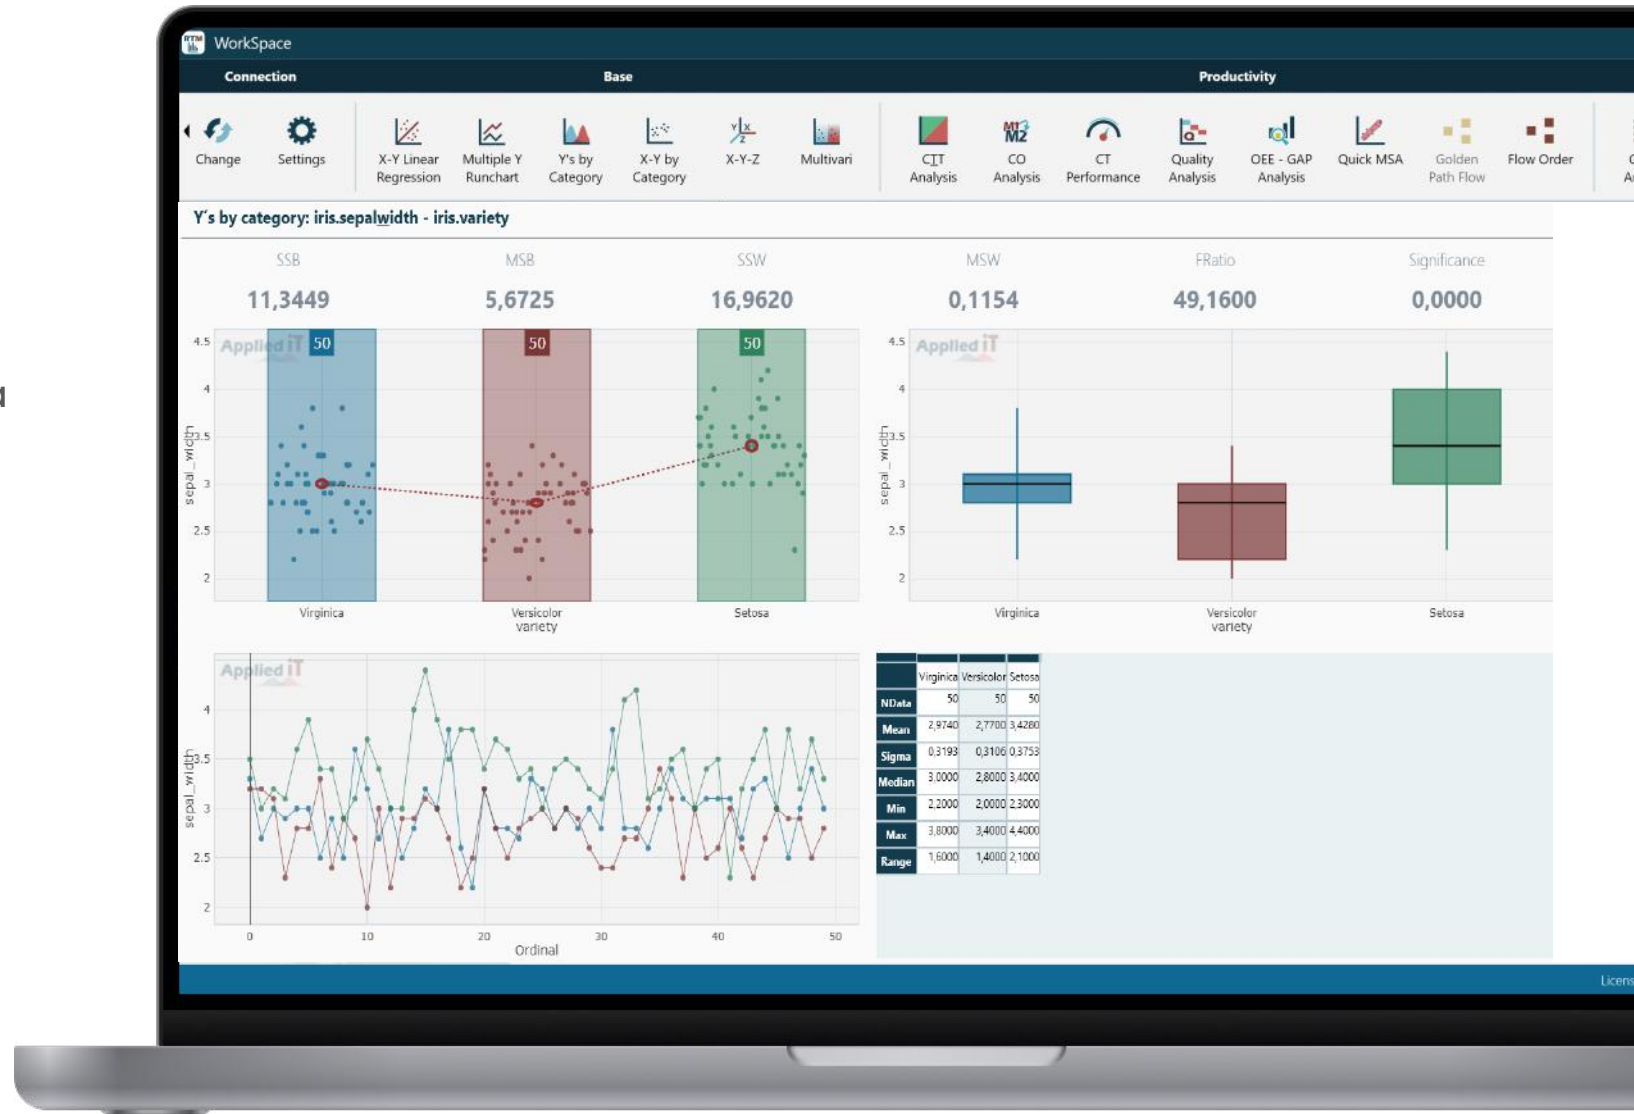 RTM WorkSpace
Connection Base Productivity
Change Settings X-Y Linear Regression Multiple Y Runchart Y's by Category X-Y by Category X-Y-Z Multivari CIT Analysis CO Analysis CT Performance Quality Analysis OEE - GAP Analysis Quick MSA Golden Path Flow Flow Order
Y´s by category: iris.sepalwidth - iris.variety
SSB MSB SSW MSW FRatio Significance
11,3449 5,6725 16,9620 0,1154 49,1600 0,0000
Applied iT
50 50 50
4.5
4
3.5
3
2.5
2
sepal_width
Virginica Versicolor Setosa
variety
Applied iT
4.5
4
3.5
3
2.5
2
sepal_width
Virginica Versicolor Setosa
variety
Applied iT
4
3.5
3
2.5
2
sepal_width
0 10 20 30 40 50
Ordinal
Virginica Versicolor Setosa
NData 50 50 50
Mean 2,9740 2,7700 3,4280
Sigma 0,3193 0,3106 0,3753
Median 3,0000 2,8000 3,4000
Min 2,2000 2,0000 2,3000
Max 3,8000 3,4000 4,4000
Range 1,6000 1,4000 2,1000
Licens